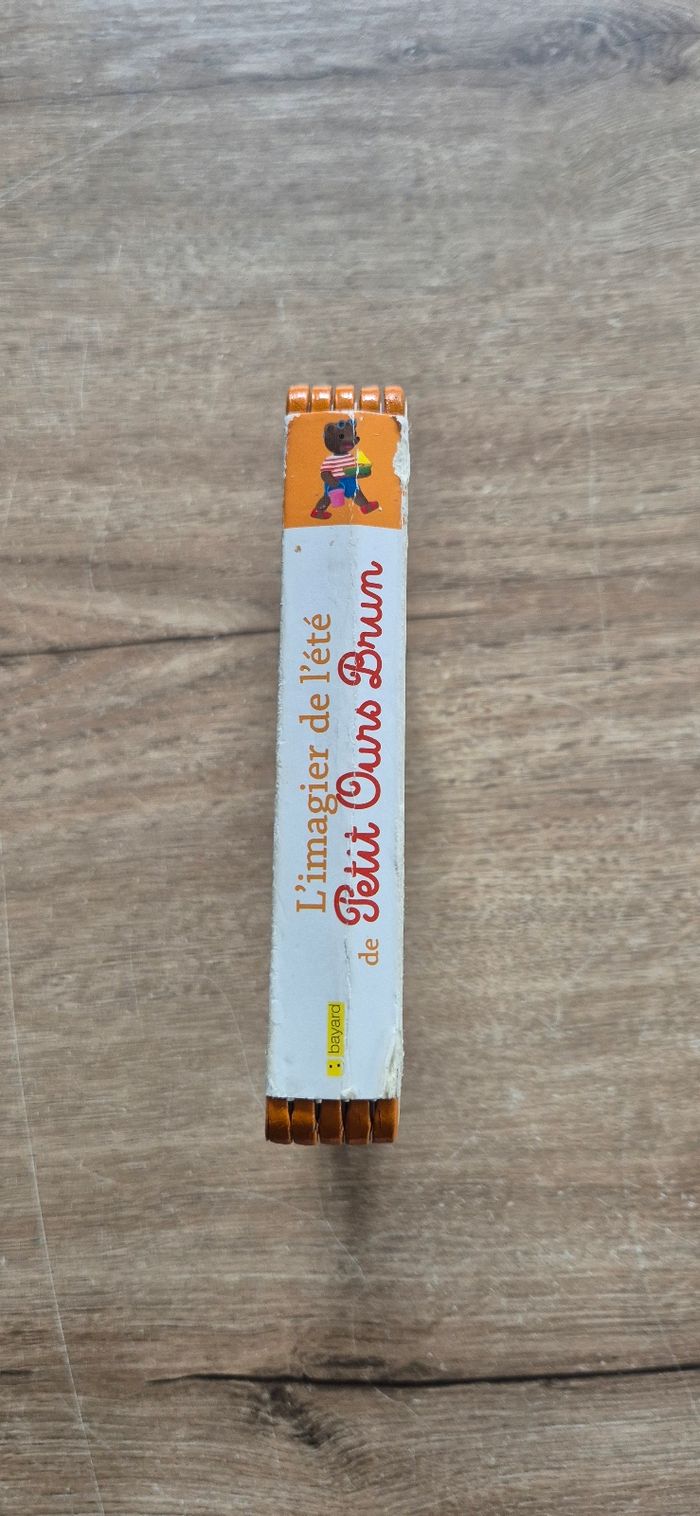 L'imagier de l'été
de Petit Ours Brun
bayard